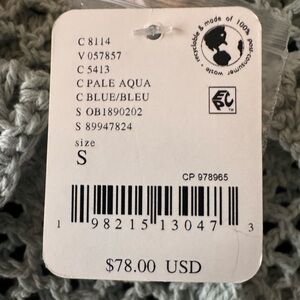 C 8114
V 057857
C 5413
C PALE AQUA
C BLUE/BLEU
S OB1890202
S 89947824
size
S
recyclable & made of 100% post-consumer waste
EPC
CP 978965
1 98215 13047 3
$78.00 USD